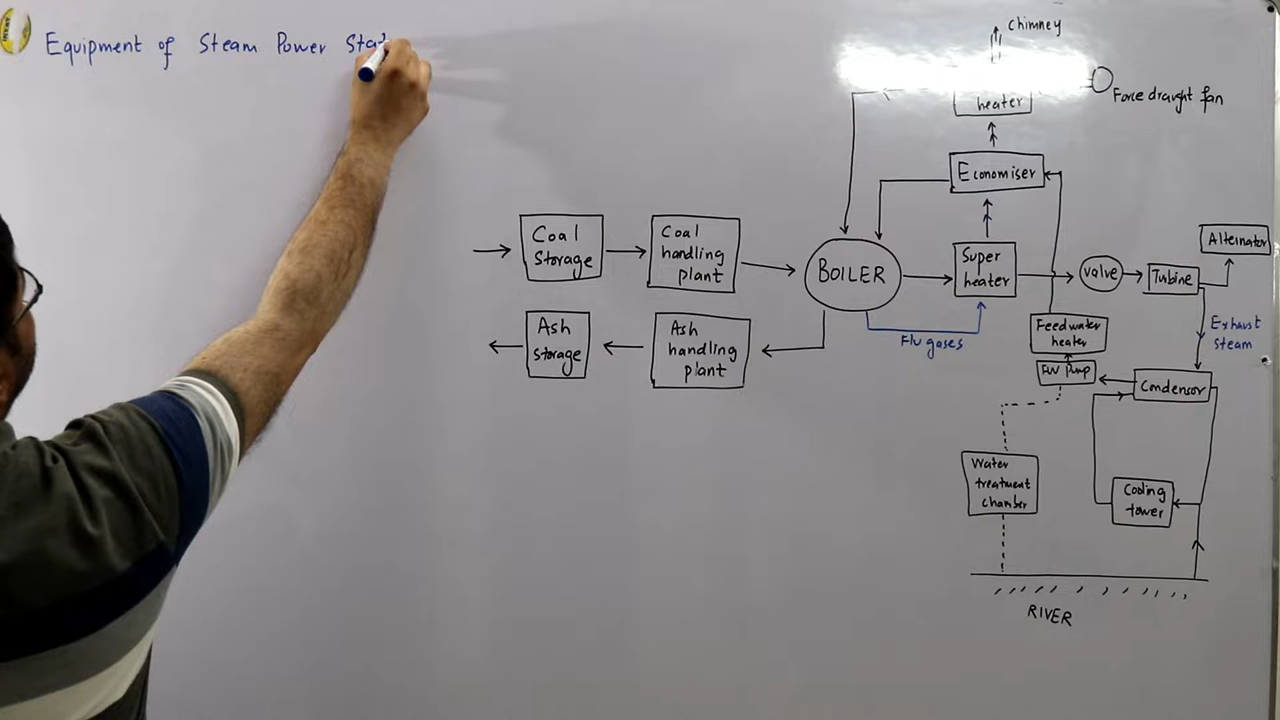 Equipment of Steam Power Stat
chimney
heater
Force draught fan
Economiser
Coal
Storage
Coal
handling
plant
BOILER
Super
heater
valve
Turbine
Alternator
Ash
storage
Ash
handling
plant
Flu gases
Feedwater
heater
Exhaust
steam
FW Pump
Condensor
Water
treatment
chamber
Cooling
tower
RIVER